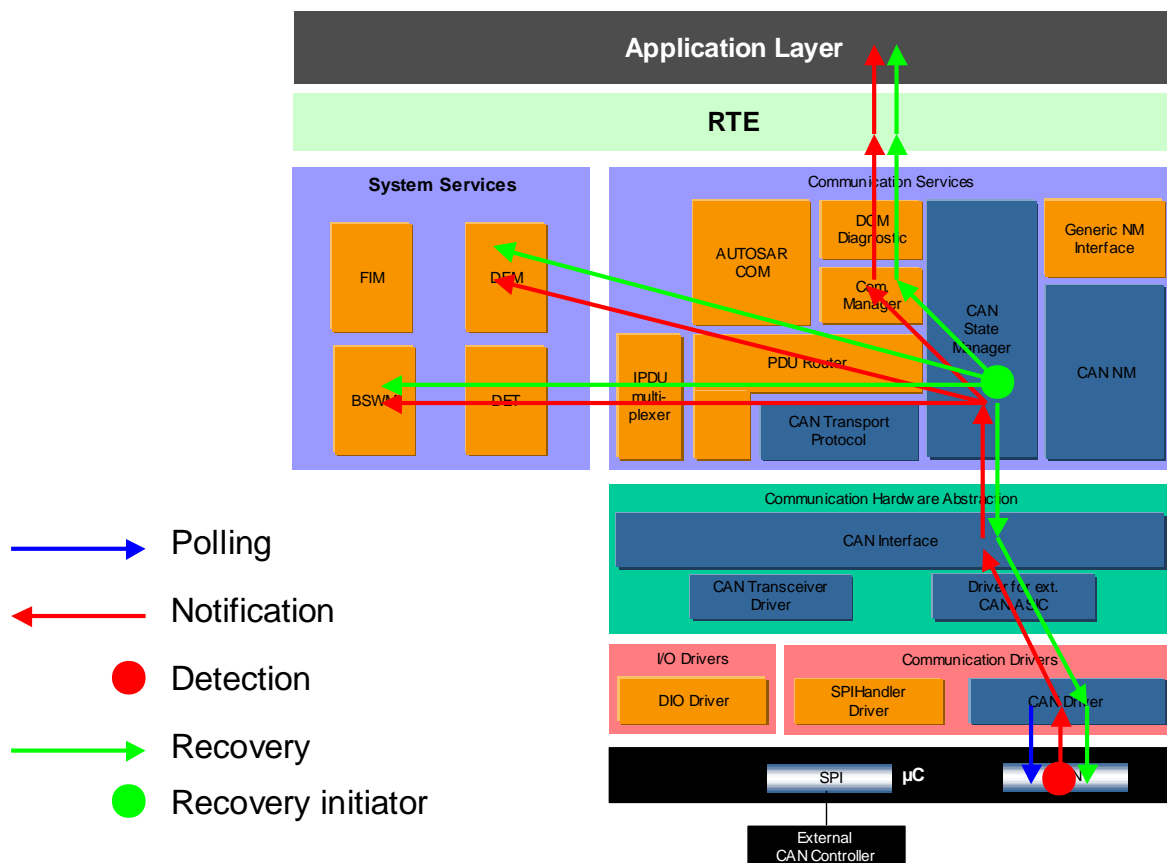 Application Layer
RTE
System Services
Communication Services
FIM
DEM
BSWM
DET
AUTOSAR
COM
DCM
Diagnostic
Com.
Manager
CAN
State
Manager
Generic NM
Interface
CAN NM
PDU Router
IPDU
multi-
plexer
CAN Transport
Protocol
Communication Hardware Abstraction
CAN Interface
CAN Transceiver
Driver
Driver for ext.
CAN ASIC
I/O Drivers
DIO Driver
Communication Drivers
SPIHandler
Driver
CAN Driver
SPI
µC
External
CAN Controller
Polling
Notification
Detection
Recovery
Recovery initiator